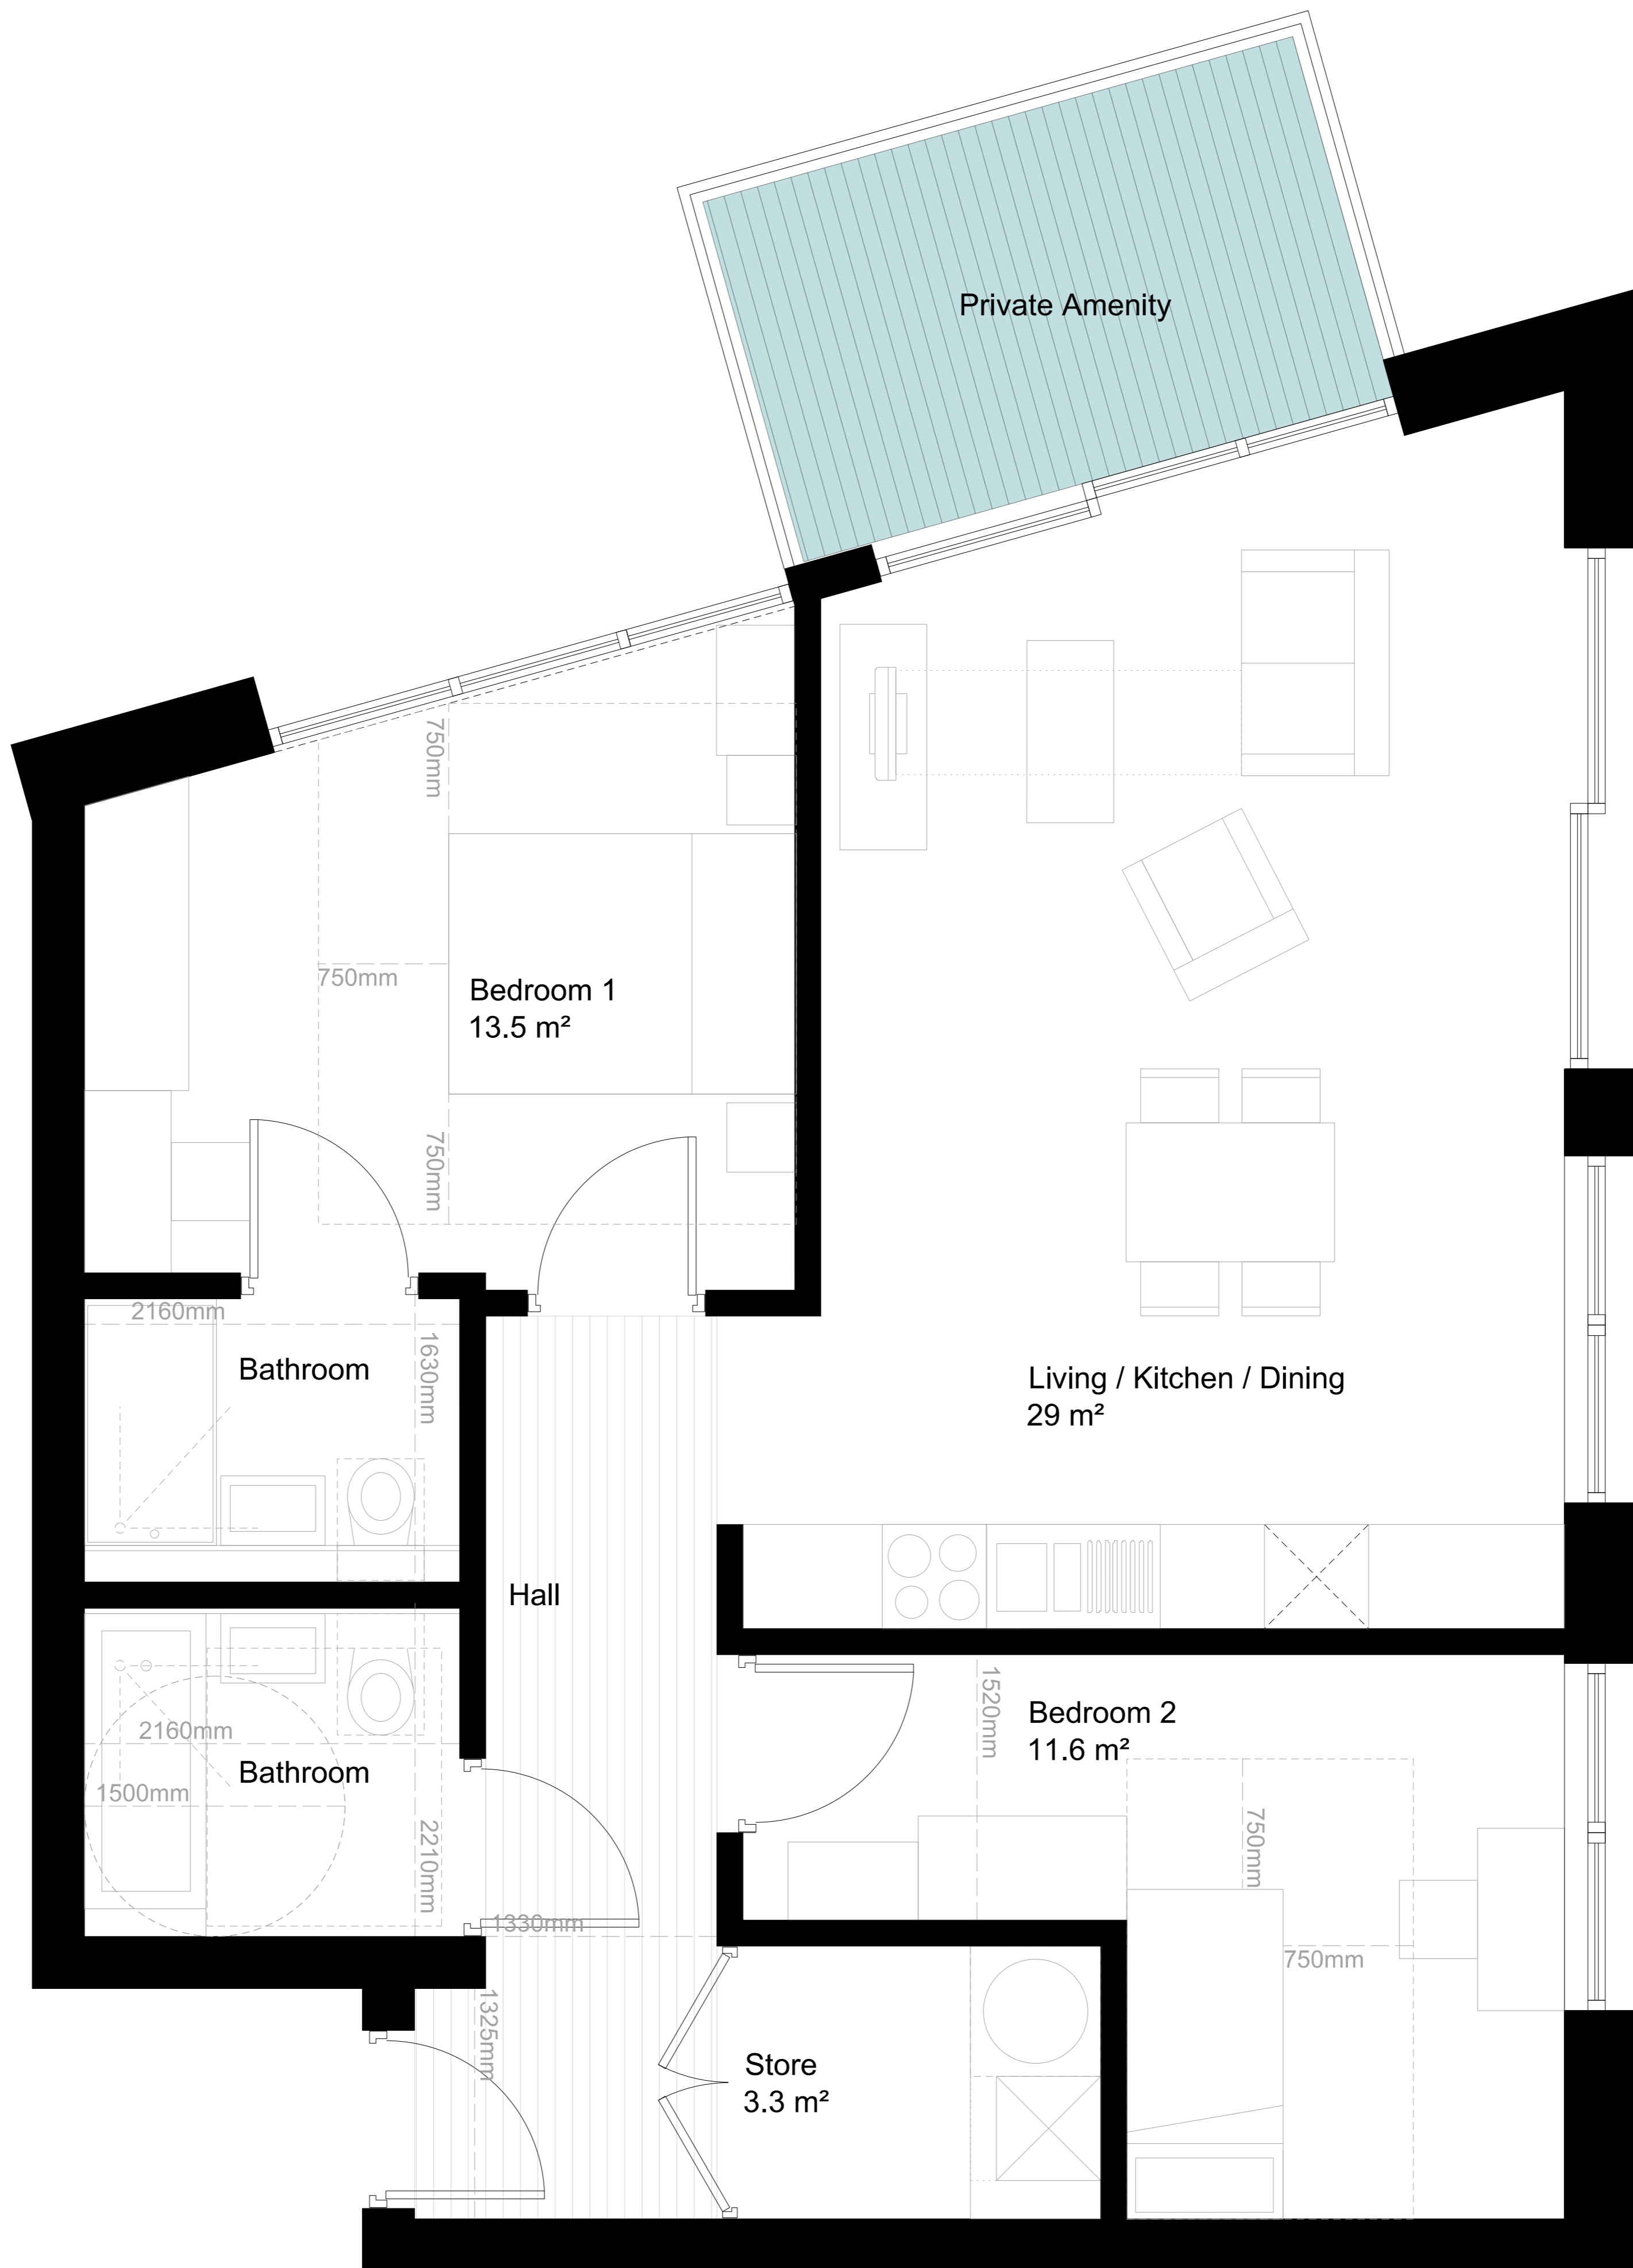 Private Amenity
750mm
750mm
Bedroom 1
13.5 m²
750mm
2160mm
1630mm
Bathroom
Living / Kitchen / Dining
29 m²
Hall
1520mm
Bedroom 2
11.6 m²
2160mm
Bathroom
1500mm
2210mm
750mm
1330mm
750mm
1325mm
Store
3.3 m²